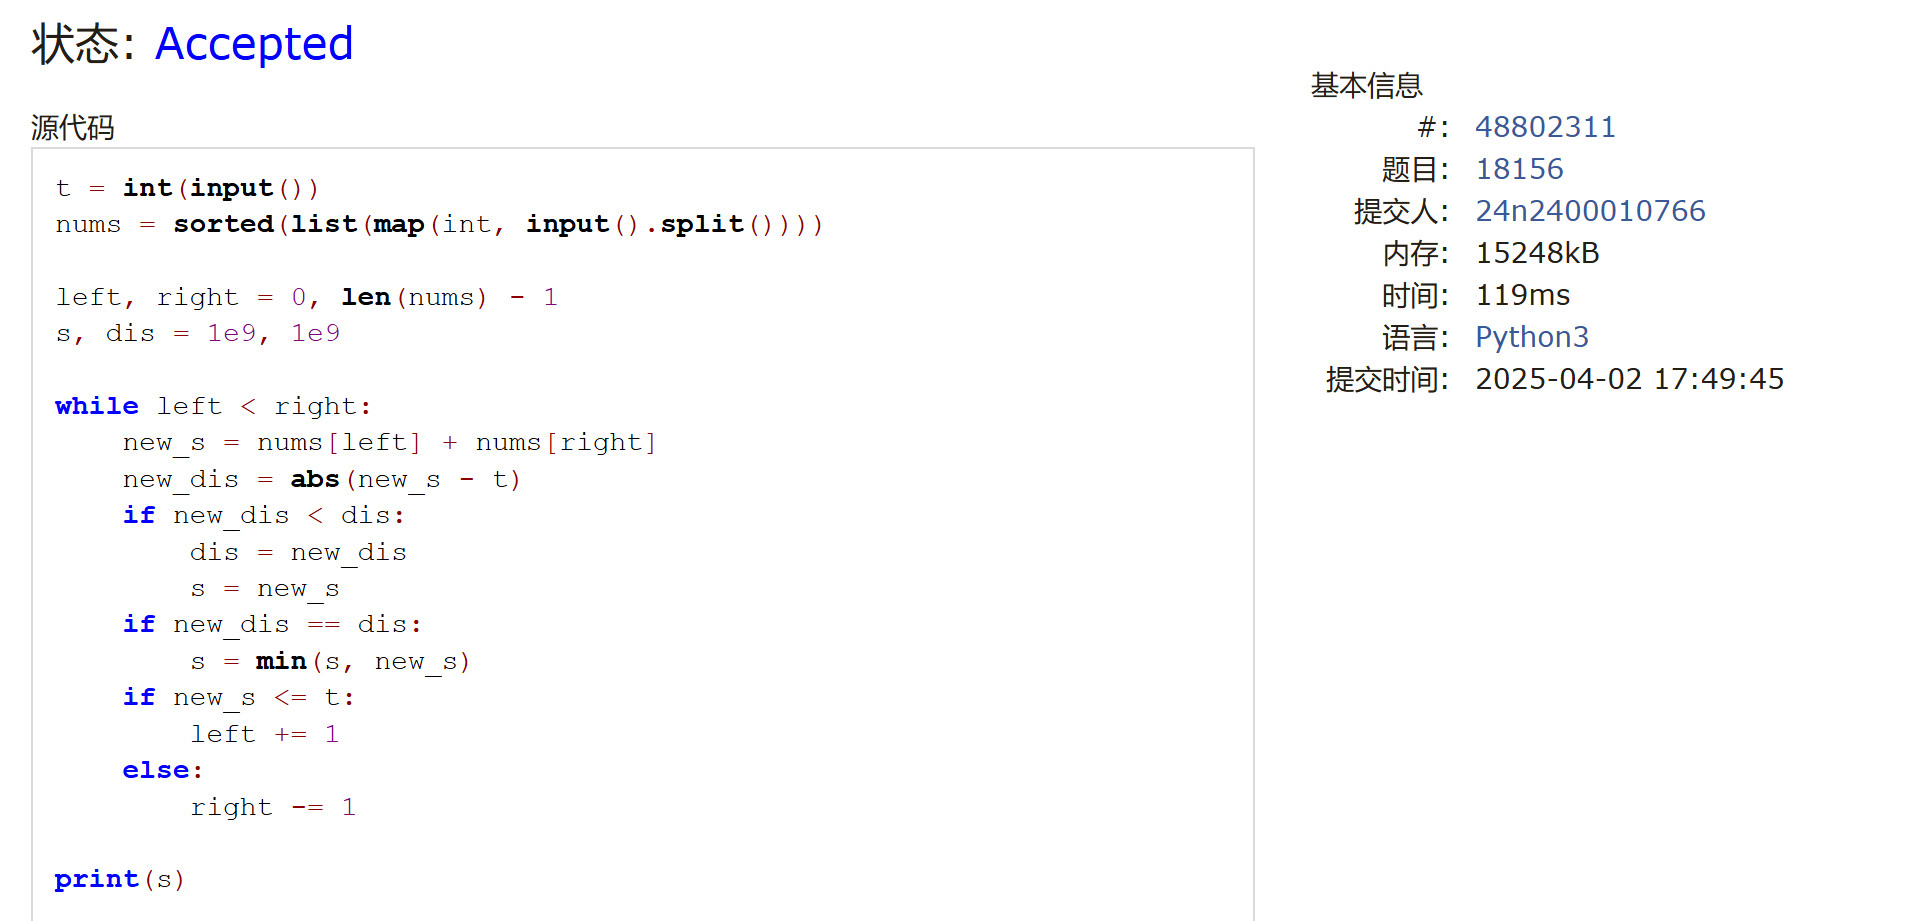 状态: Accepted
源代码
t = int(input())
nums = sorted(list(map(int, input().split())))

left, right = 0, len(nums) - 1
s, dis = 1e9, 1e9

while left < right:
    new_s = nums[left] + nums[right]
    new_dis = abs(new_s - t)
    if new_dis < dis:
        dis = new_dis
        s = new_s
    if new_dis == dis:
        s = min(s, new_s)
    if new_s <= t:
        left += 1
    else:
        right -= 1

print(s)
基本信息
#: 48802311
题目: 18156
提交人: 24n2400010766
内存: 15248kB
时间: 119ms
语言: Python3
提交时间: 2025-04-02 17:49:45